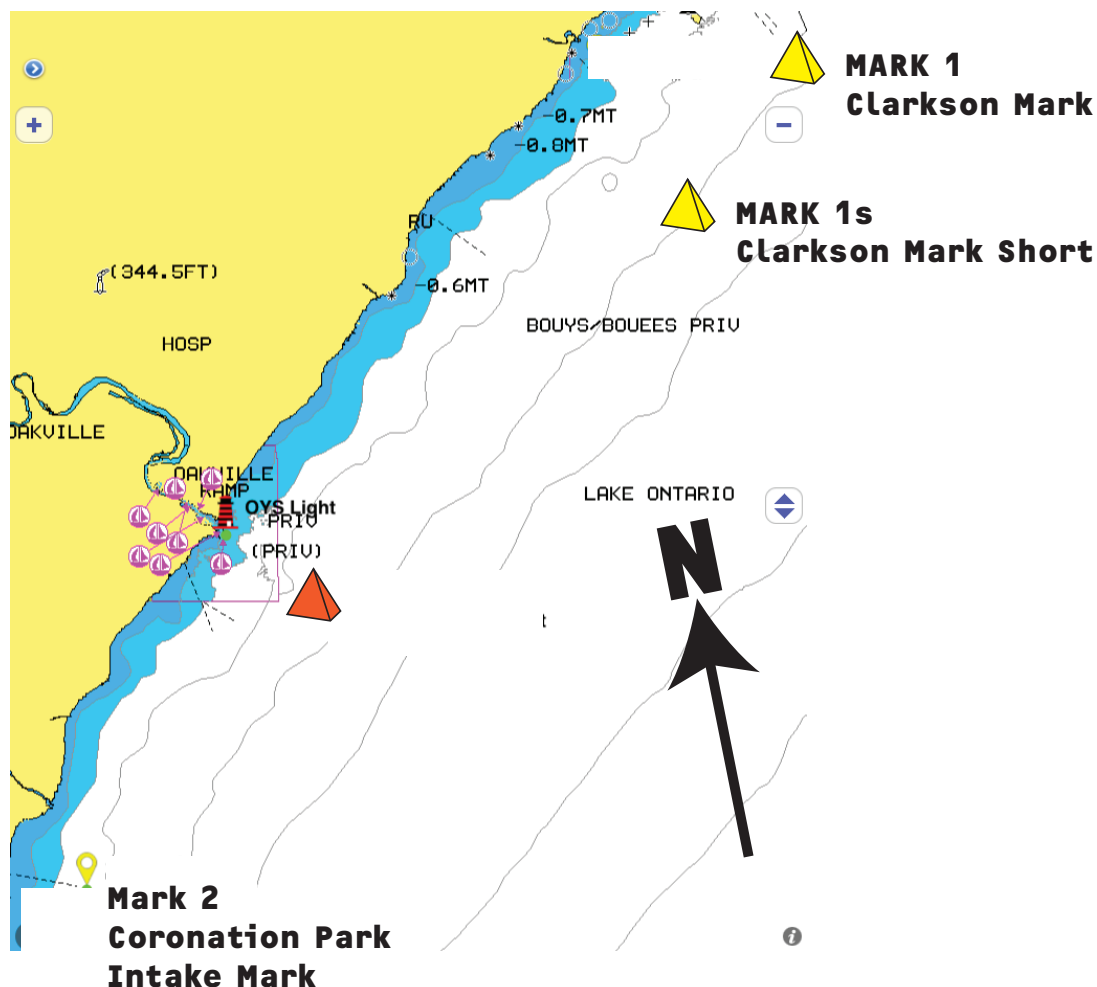 MARK 1
Clarkson Mark
-0.7MT
-0.8MT
MARK 1s
Clarkson Mark Short
RU
(344.5FT)
-0.6MT
BOUYS/BOUEES PRIV
HOSP
OAKVILLE
OAKVILLE
RAMP
LAKE ONTARIO
OYS Light
PRIV
(PRIV)
N
t
Mark 2
Coronation Park
Intake Mark